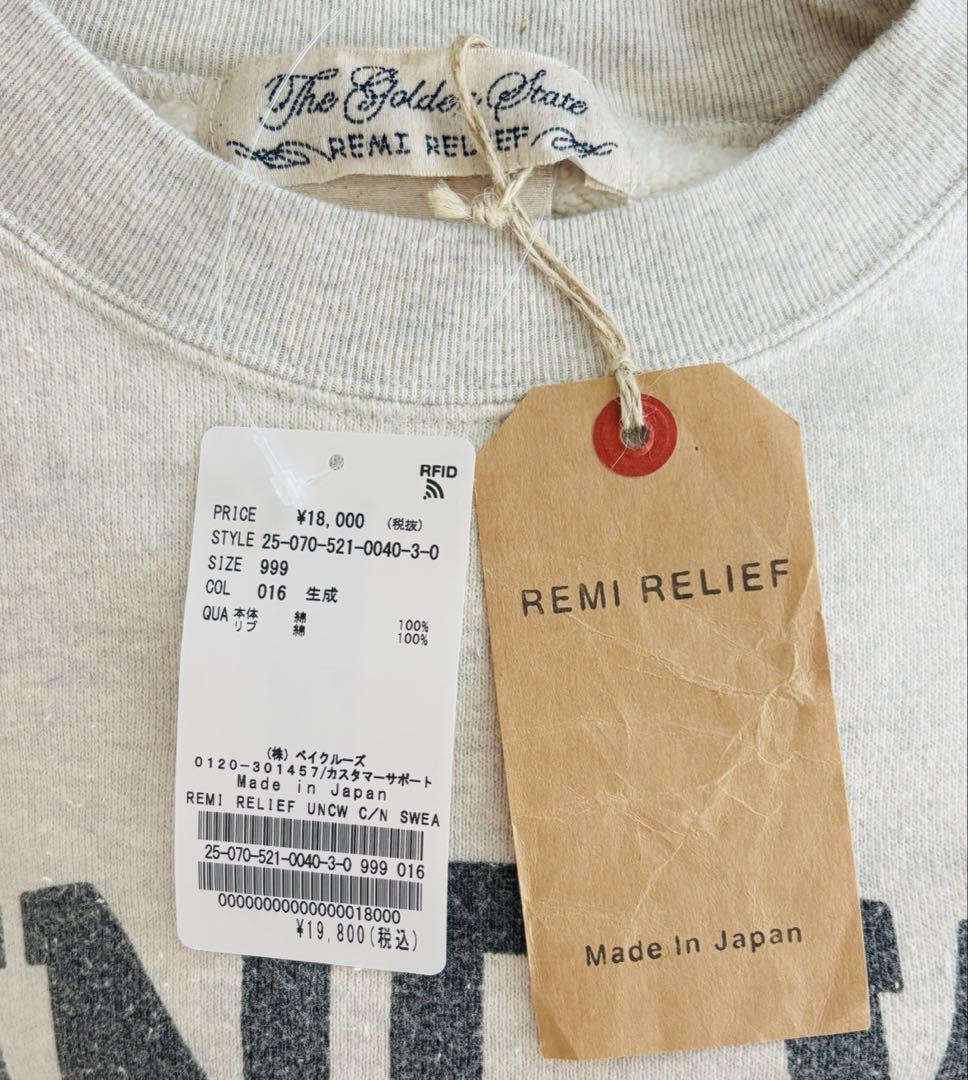 The Golden State
REMI RELIEF
RFID
PRICE ¥18,000 (税抜)
STYLE 25-070-521-0040-3-0
SIZE 999
COL 016 生成
QUA 本体 綿 100%
リブ 綿 100%
(株) ベイクルーズ
0120-301457/カスタマーサポート
Made in Japan
REMI RELIEF UNCW C/N SWEA
25-070-521-0040-3-0 999 016
00000000000000018000
¥19,800(税込)
REMI RELIEF
Made In Japan